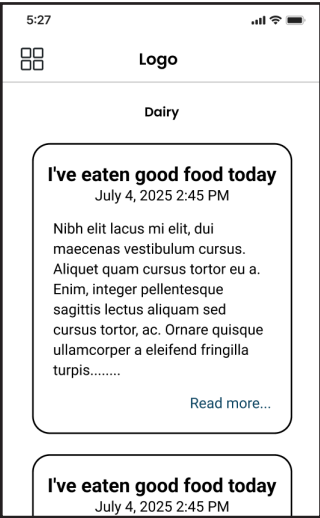 5:27
Logo
Dairy
I've eaten good food today
July 4, 2025 2:45 PM
Nibh elit lacus mi elit, dui
maecenas vestibulum cursus.
Aliquet quam cursus tortor eu a.
Enim, integer pellentesque
sagittis lectus aliquam sed
cursus tortor, ac. Ornare quisque
ullamcorper a eleifend fringilla
turpis........
Read more...
I've eaten good food today
July 4, 2025 2:45 PM